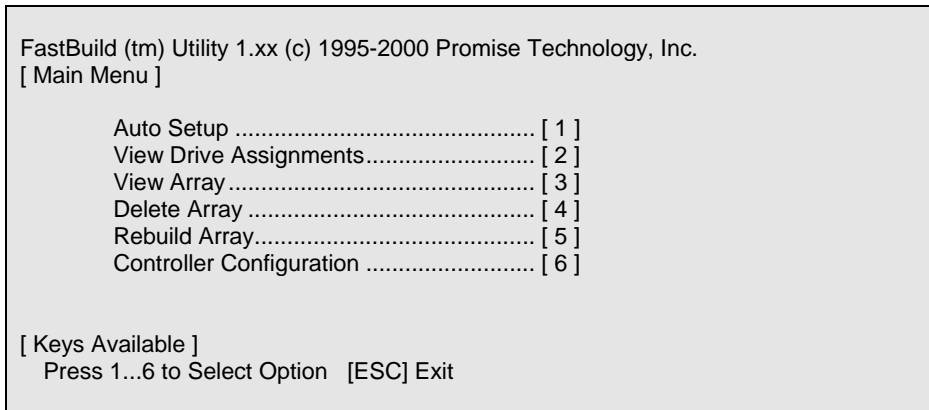 FastBuild (tm) Utility 1.xx (c) 1995-2000 Promise Technology, Inc.
[ Main Menu ]
Auto Setup .............................................. [ 1 ]
View Drive Assignments.......................... [ 2 ]
View Array............................................... [ 3 ]
Delete Array ............................................ [ 4 ]
Rebuild Array........................................... [ 5 ]
Controller Configuration .......................... [ 6 ]
[ Keys Available ]
Press 1...6 to Select Option [ESC] Exit